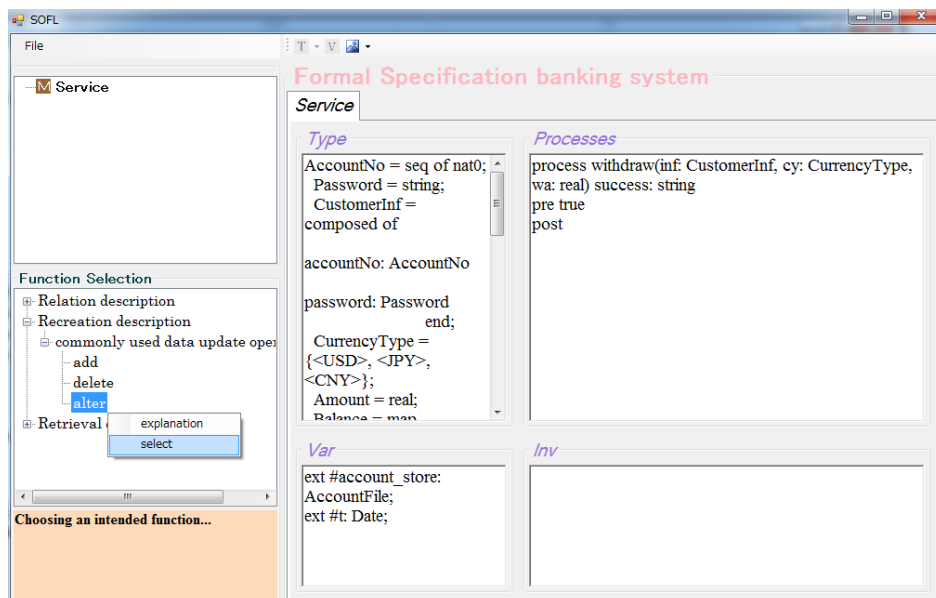 SOFL
File
T
V
M Service
Formal Specification banking system
Service
Type
AccountNo = seq of nat0;
Password = string;
CustomerInf =
composed of
accountNo: AccountNo
password: Password
end;
CurrencyType =
{<USD>, <JPY>,
<CNY>};
Amount = real;
Balance = map
Processes
process withdraw(inf: CustomerInf, cy: CurrencyType,
wa: real) success: string
pre true
post
Function Selection
Relation description
Recreation description
commonly used data update oper
add
delete
alter
Retrieval
explanation
select
Choosing an intended function...
Var
ext #account_store:
AccountFile;
ext #t: Date;
Inv